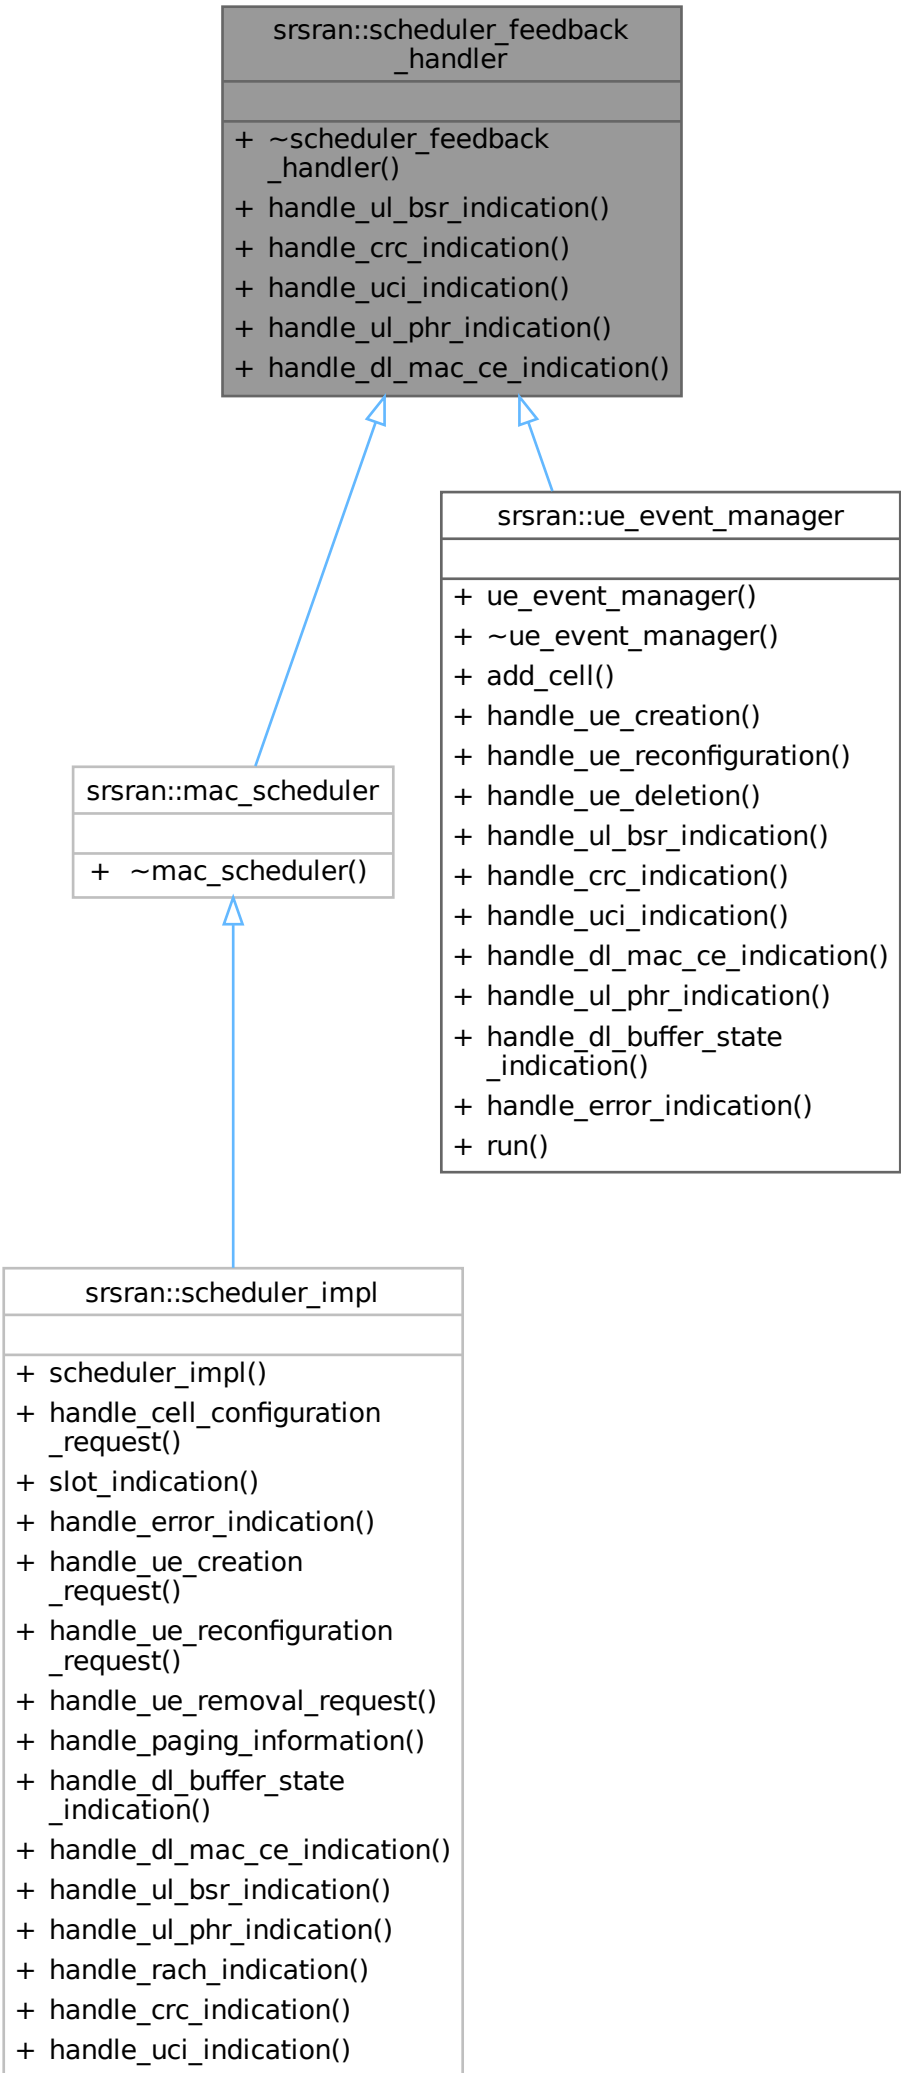 srsran::scheduler_feedback
_handler
+ ~scheduler_feedback
_handler()
+ handle_ul_bsr_indication()
+ handle_crc_indication()
+ handle_uci_indication()
+ handle_ul_phr_indication()
+ handle_dl_mac_ce_indication()
srsran::ue_event_manager
+ ue_event_manager()
+ ~ue_event_manager()
+ add_cell()
+ handle_ue_creation()
+ handle_ue_reconfiguration()
+ handle_ue_deletion()
+ handle_ul_bsr_indication()
+ handle_crc_indication()
+ handle_uci_indication()
+ handle_dl_mac_ce_indication()
+ handle_ul_phr_indication()
+ handle_dl_buffer_state
_indication()
+ handle_error_indication()
+ run()
srsran::mac_scheduler
+ ~mac_scheduler()
srsran::scheduler_impl
+ scheduler_impl()
+ handle_cell_configuration
_request()
+ slot_indication()
+ handle_error_indication()
+ handle_ue_creation
_request()
+ handle_ue_reconfiguration
_request()
+ handle_ue_removal_request()
+ handle_paging_information()
+ handle_dl_buffer_state
_indication()
+ handle_dl_mac_ce_indication()
+ handle_ul_bsr_indication()
+ handle_ul_phr_indication()
+ handle_rach_indication()
+ handle_crc_indication()
+ handle_uci_indication()